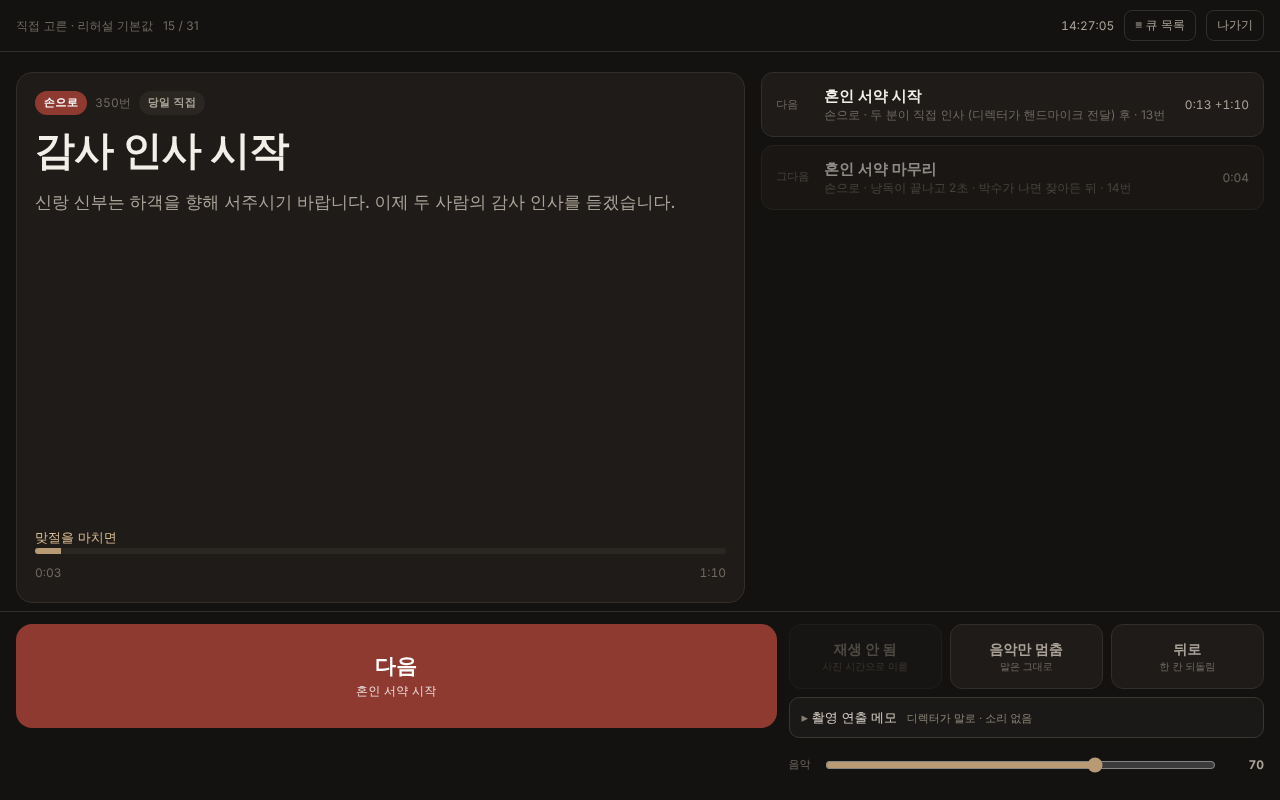 직접 고른 · 리허설 기본값 15 / 31
14:27:05
≡ 큐 목록
나가기
손으로 350번 당일 직접
감사 인사 시작
신랑 신부는 하객을 향해 서주시기 바랍니다. 이제 두 사람의 감사 인사를 듣겠습니다.
맞절을 마치면
0:03 1:10
다음
혼인 서약 시작
손으로 · 두 분이 직접 인사 (디렉터가 핸드마이크 전달) 후 · 13번
0:13 +1:10
그다음
혼인 서약 마무리
손으로 · 낭독이 끝나고 2초 · 박수가 나면 잦아든 뒤 · 14번
0:04
다음
혼인 서약 시작
재생 안 됨
사진 시간으로 이름
음악만 멈춤
말은 그대로
뒤로
한 칸 되돌림
▸ 촬영 연출 메모 디렉터가 말로 · 소리 없음
음악 70